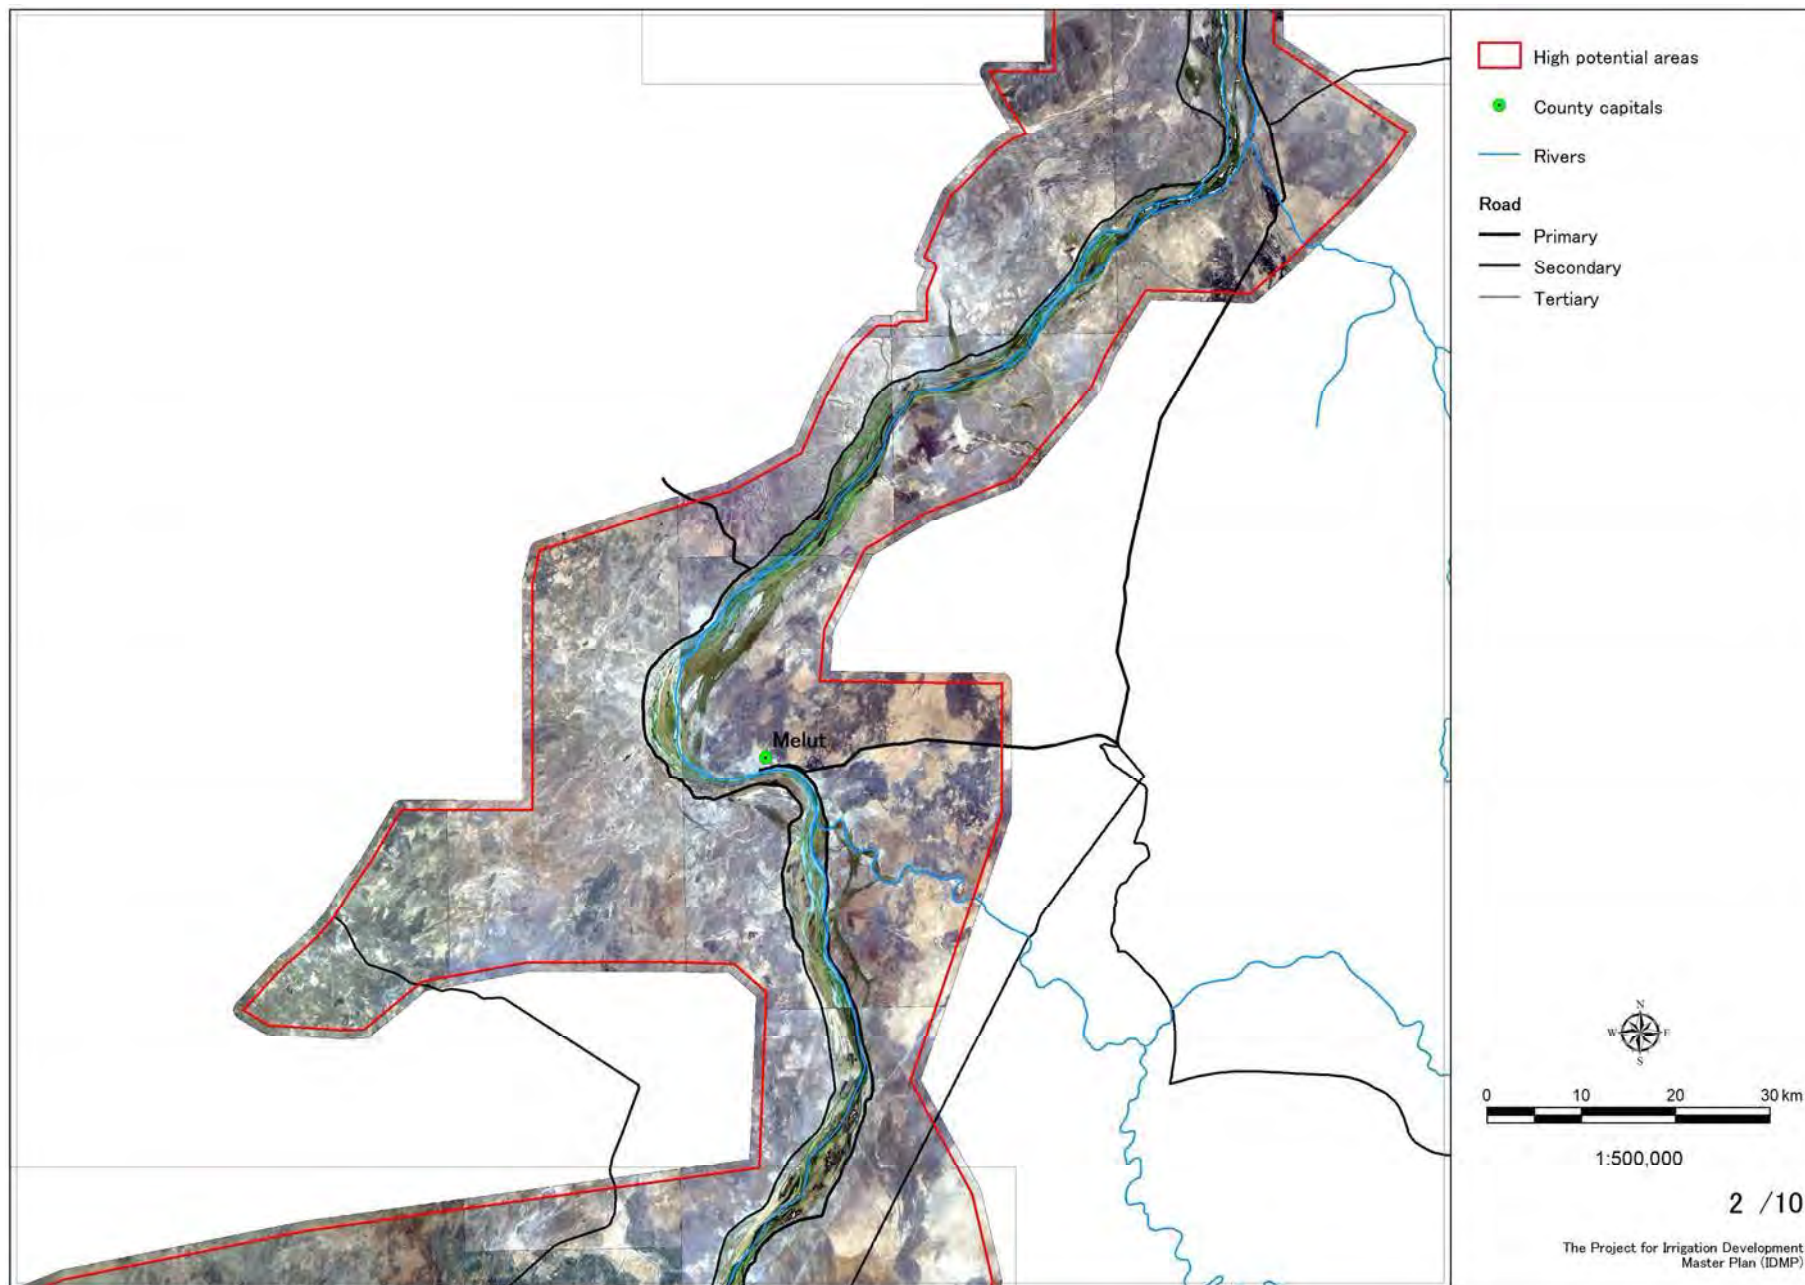 High potential areas
County capitals
Rivers
Road
Primary
Secondary
Tertiary
Melut
N
W E
S
0 10 20 30 km
1:500,000
2 /10
The Project for Irrigation Development
Master Plan (IDMP)